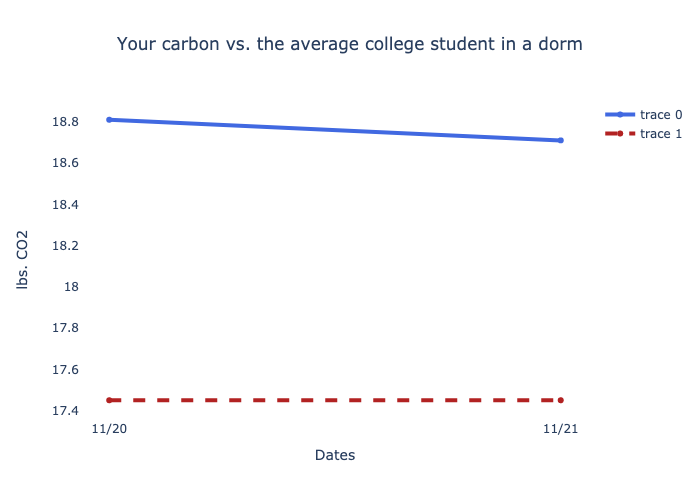 Your carbon vs. the average college student in a dorm
trace 0
trace 1
lbs. CO2
18.8
18.6
18.4
18.2
18
17.8
17.6
17.4
11/20
11/21
Dates